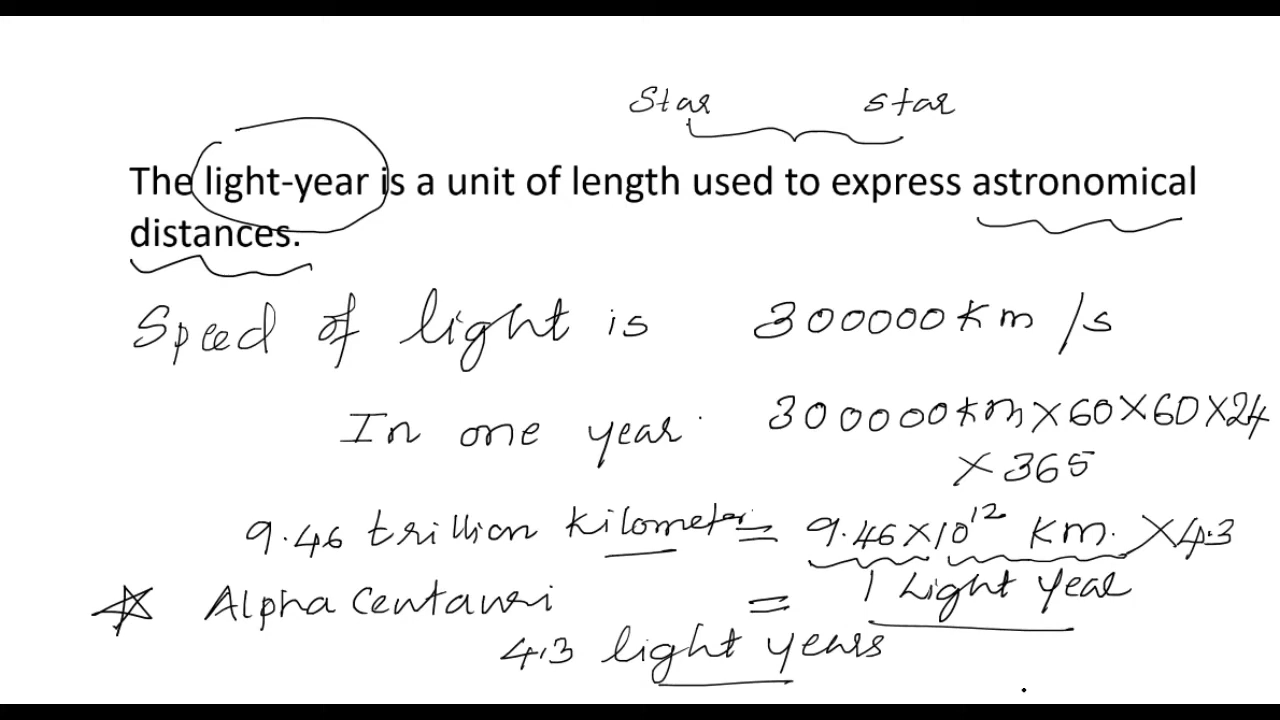 Star star
The light-year is a unit of length used to express astronomical
distances.
Speed of light is 300000 Km/s
In one year 300000 Km × 60 × 60 × 24
× 365
9.46 trillion kilometer = 9.46 × 10¹² Km. × 4.3
Alpha Centauri = 1 Light Year
4.3 light years